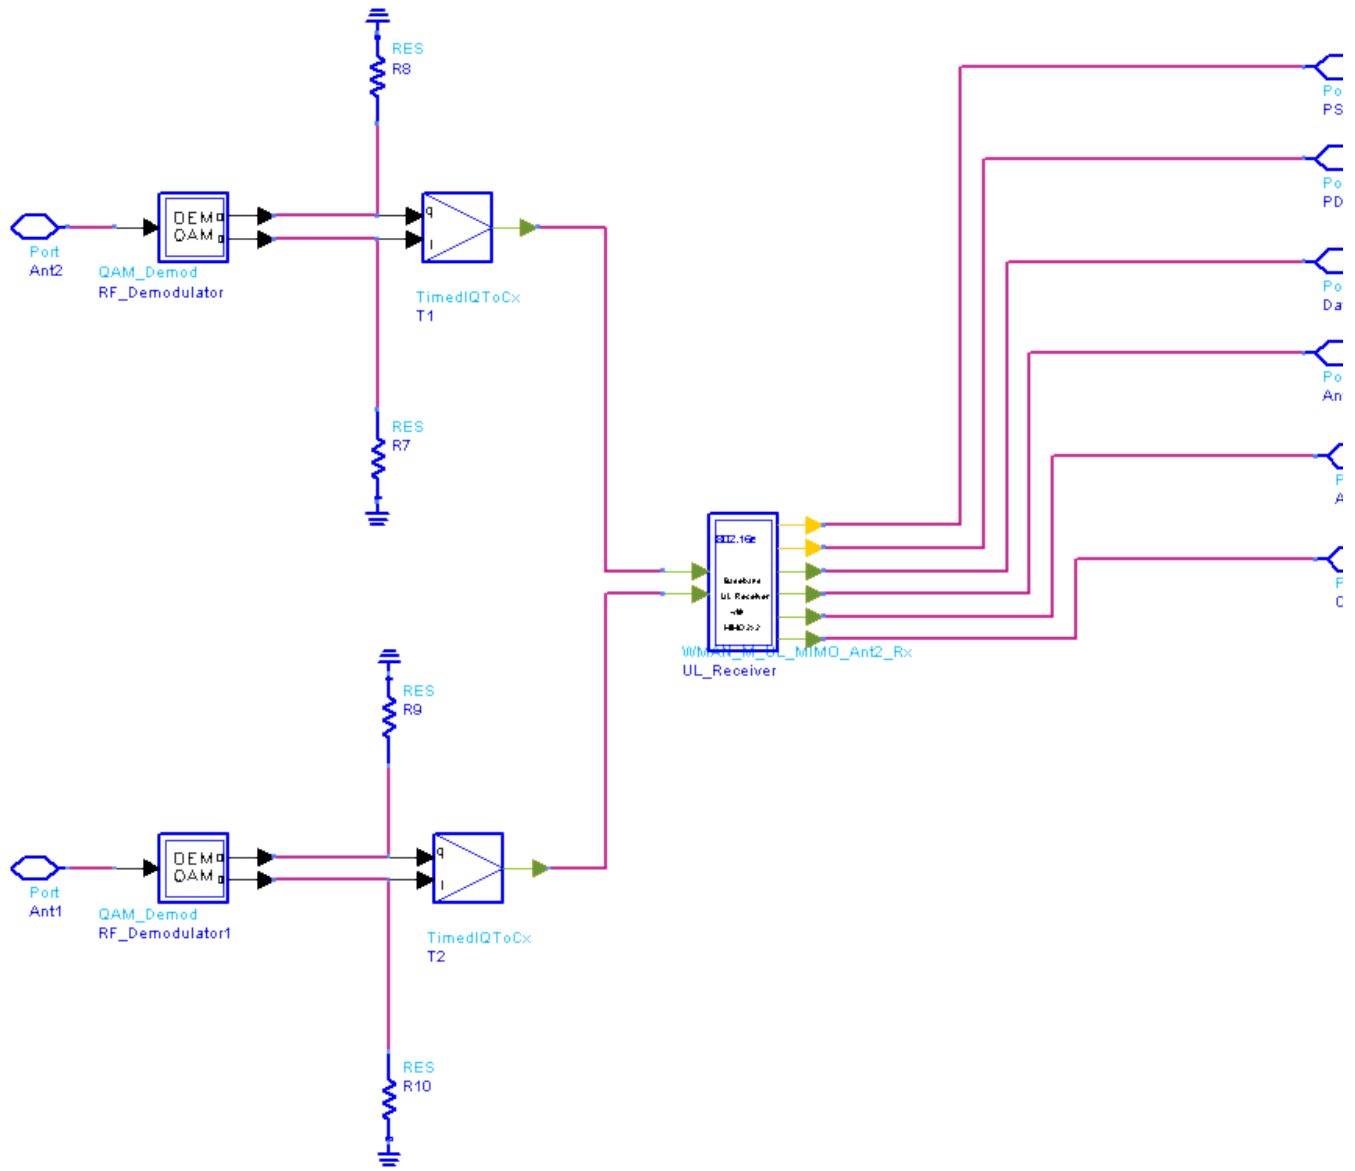 RES
R8
Po
PS
Po
PD
DEM
QAM
q
I
Port
Ant2
QAM_Demod
RF_Demodulator
TimedIQToCx
T1
Po
Da
Po
An
RES
R7
P
A
802.16e
UL Receiver
MIMO 2x2
P
C
WMAN_M_UL_MIMO_Ant2_Rx
UL_Receiver
RES
R9
DEM
QAM
q
I
Port
Ant1
QAM_Demod
RF_Demodulator1
TimedIQToCx
T2
RES
R10